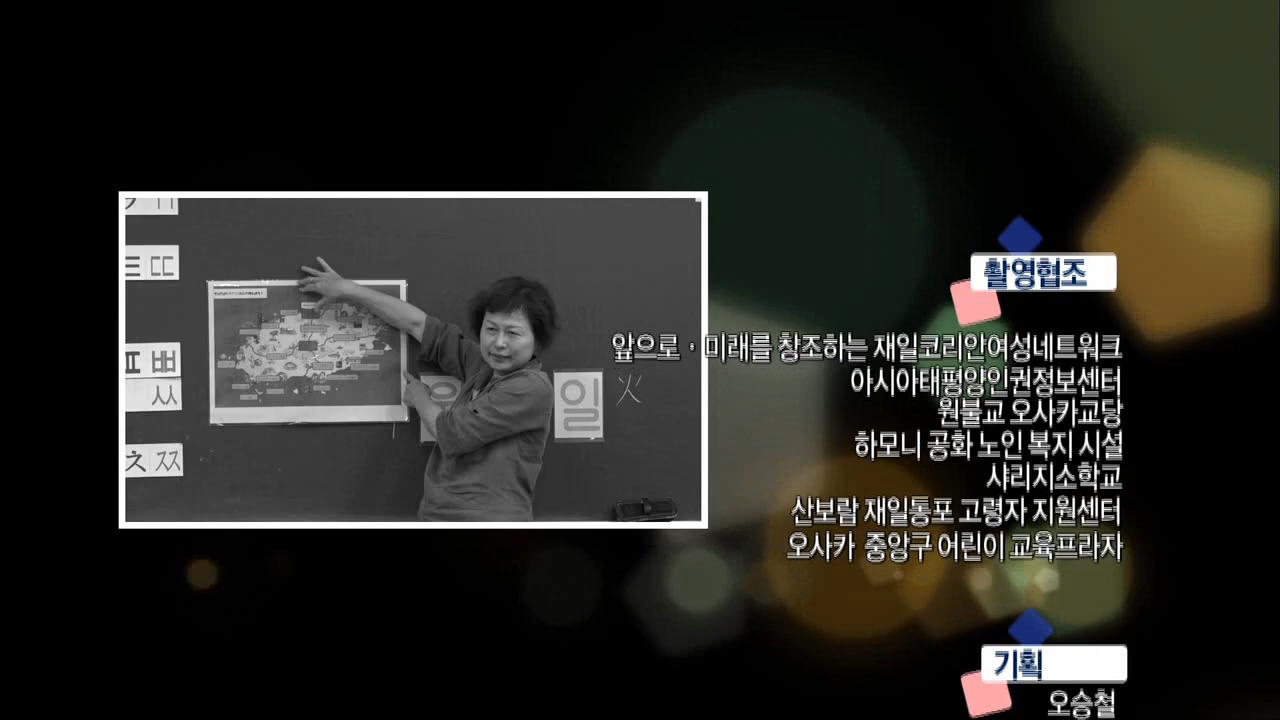 ㄸ
ㅃ
ㅆ
ㅊ ㅉ
일
火
촬영협조
앞으로·미래를 창조하는 재일코리안여성네트워크
아시아태평양인권정보센터
원불교 오사카교당
하모니 공화 노인 복지 시설
샤리지소학교
산보람 재일동포 고령자 지원센터
오사카 중앙구 어린이 교육프라자
기획
오승철